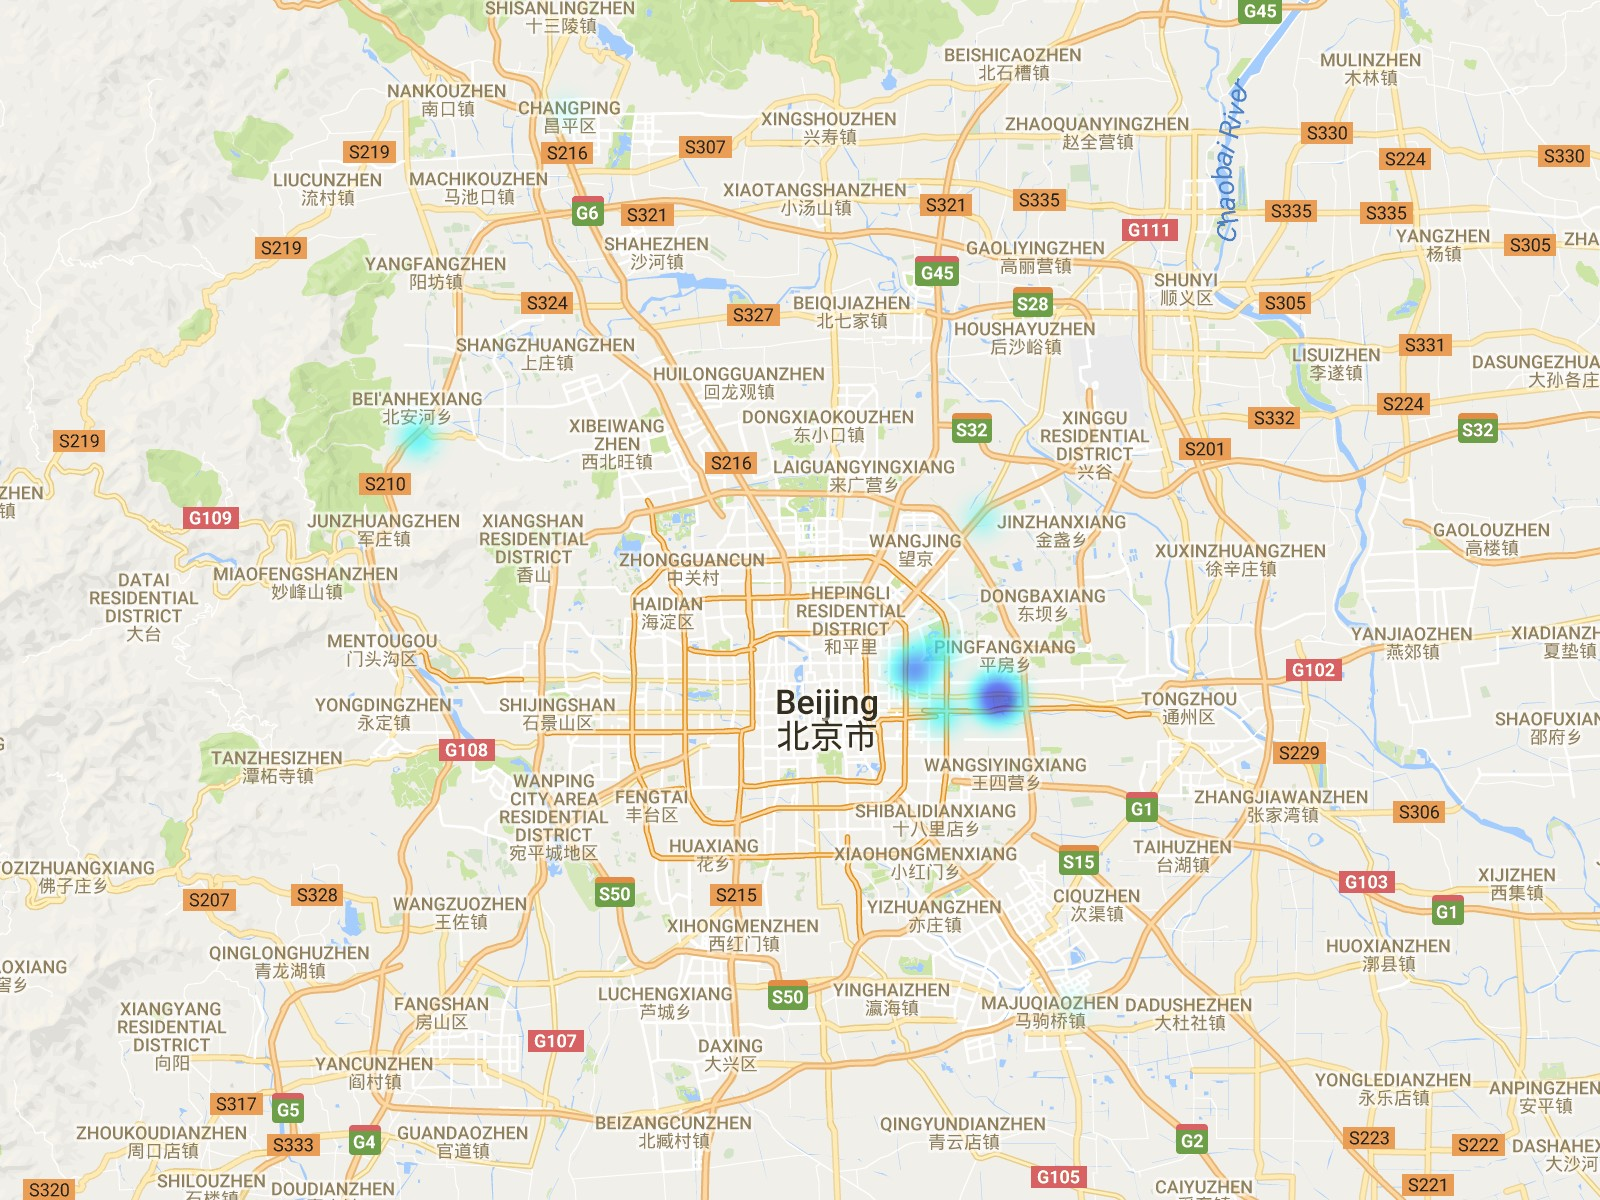 SHISANLINGZHEN
十三陵镇
G45
BEISHICAOZHEN
北石槽镇
MULINZHEN
木林镇
NANKOUZHEN
南口镇
CHANGPING
昌平区
XINGSHOUZHEN
兴寿镇
ZHAOQUANYINGZHEN
赵全营镇
Chaobai River
S330
S219
S216
S307
S224
S330
LIUCUNZHEN
流村镇
MACHIKOUZHEN
马池口镇
XIAOTANGSHANZHEN
小汤山镇
G6
S321
S321
S335
S335
S335
G111
S219
SHAHEZHEN
沙河镇
GAOLIYINGZHEN
高丽营镇
YANGZHEN
杨镇
S305
ZHA
YANGFANGZHEN
阳坊镇
G45
SHUNYI
顺义区
S324
S327
BEIQIJIAZHEN
北七家镇
S28
S305
SHANGZHUANGZHEN
上庄镇
HOUSHAYUZHEN
后沙峪镇
S331
LISUIZHEN
李遂镇
DASUNGEZHUA
大孙各庄
HUILONGGUANZHEN
回龙观镇
BEI'ANHEXIANG
北安河乡
S219
XIBEIWANG
ZHEN
西北旺镇
DONGXIAOKOUZHEN
东小口镇
S32
XINGGU
RESIDENTIAL
DISTRICT
兴谷
S332
S224
S32
S201
S210
S216
LAIGUANGYINGXIANG
来广营乡
ZHEN
镇
G109
JUNZHUANGZHEN
军庄镇
XIANGSHAN
RESIDENTIAL
DISTRICT
香山
JINZHANXIANG
金盏乡
GAOLOUZHEN
高楼镇
WANGJING
望京
XUXINZHUANGZHEN
徐辛庄镇
ZHONGGUANCUN
中关村
DATAI
RESIDENTIAL
DISTRICT
大台
MIAOFENGSHANZHEN
妙峰山镇
HAIDIAN
海淀区
HEPINGLI
RESIDENTIAL
DISTRICT
和平里
DONGBAXIANG
东坝乡
MENTOUGOU
门头沟区
PINGFANGXIANG
平房乡
YANJIAOZHEN
燕郊镇
XIADIANZH
夏垫镇
G102
YONGDINGZHEN
永定镇
SHIJINGSHAN
石景山区
Beijing
北京市
TONGZHOU
通州区
SHAOFUXIAN
邵府乡
G108
TANZHESIZHEN
潭柘寺镇
S229
WANGSIYINGXIANG
王四营乡
WANPING
CITY AREA
RESIDENTIAL
DISTRICT
宛平城地区
FENGTAI
丰台区
G1
ZHANGJIAWANZHEN
张家湾镇
S306
SHIBALIDIANXIANG
十八里店乡
HUAXIANG
花乡
XIAOHONGMENXIANG
小红门乡
S15
TAIHUZHEN
台湖镇
OZIZHUANGXIANG
佛子庄乡
S207
S328
S50
S215
G103
XIJIZHEN
西集镇
G1
WANGZUOZHEN
王佐镇
YIZHUANGZHEN
亦庄镇
CIQUZHEN
次渠镇
XIHONGMENZHEN
西红门镇
QINGLONGHUZHEN
青龙湖镇
HUOXIANZHEN
漷县镇
OXIANG
窖乡
XIANGYANG
RESIDENTIAL
DISTRICT
向阳
FANGSHAN
房山区
LUCHENGXIANG
芦城乡
S50
YINGHAIZHEN
瀛海镇
MAJUQIAOZHEN
马驹桥镇
DADUSHEZHEN
大杜社镇
G107
DAXING
大兴区
YANCUNZHEN
阎村镇
YONGLEDIANZHEN
永乐店镇
ANPINGZHEN
安平镇
S317
G5
ZHOUKOUDIANZHEN
周口店镇
S333
G4
GUANDAOZHEN
官道镇
BEIZANGCUNZHEN
北臧村镇
QINGYUNDIANZHEN
青云店镇
G2
S223
S222
DASHAHEX
大沙河
S320
SHILOUZHEN
石楼镇
DOUDIANZHEN
G105
CAIYUZHEN
S221